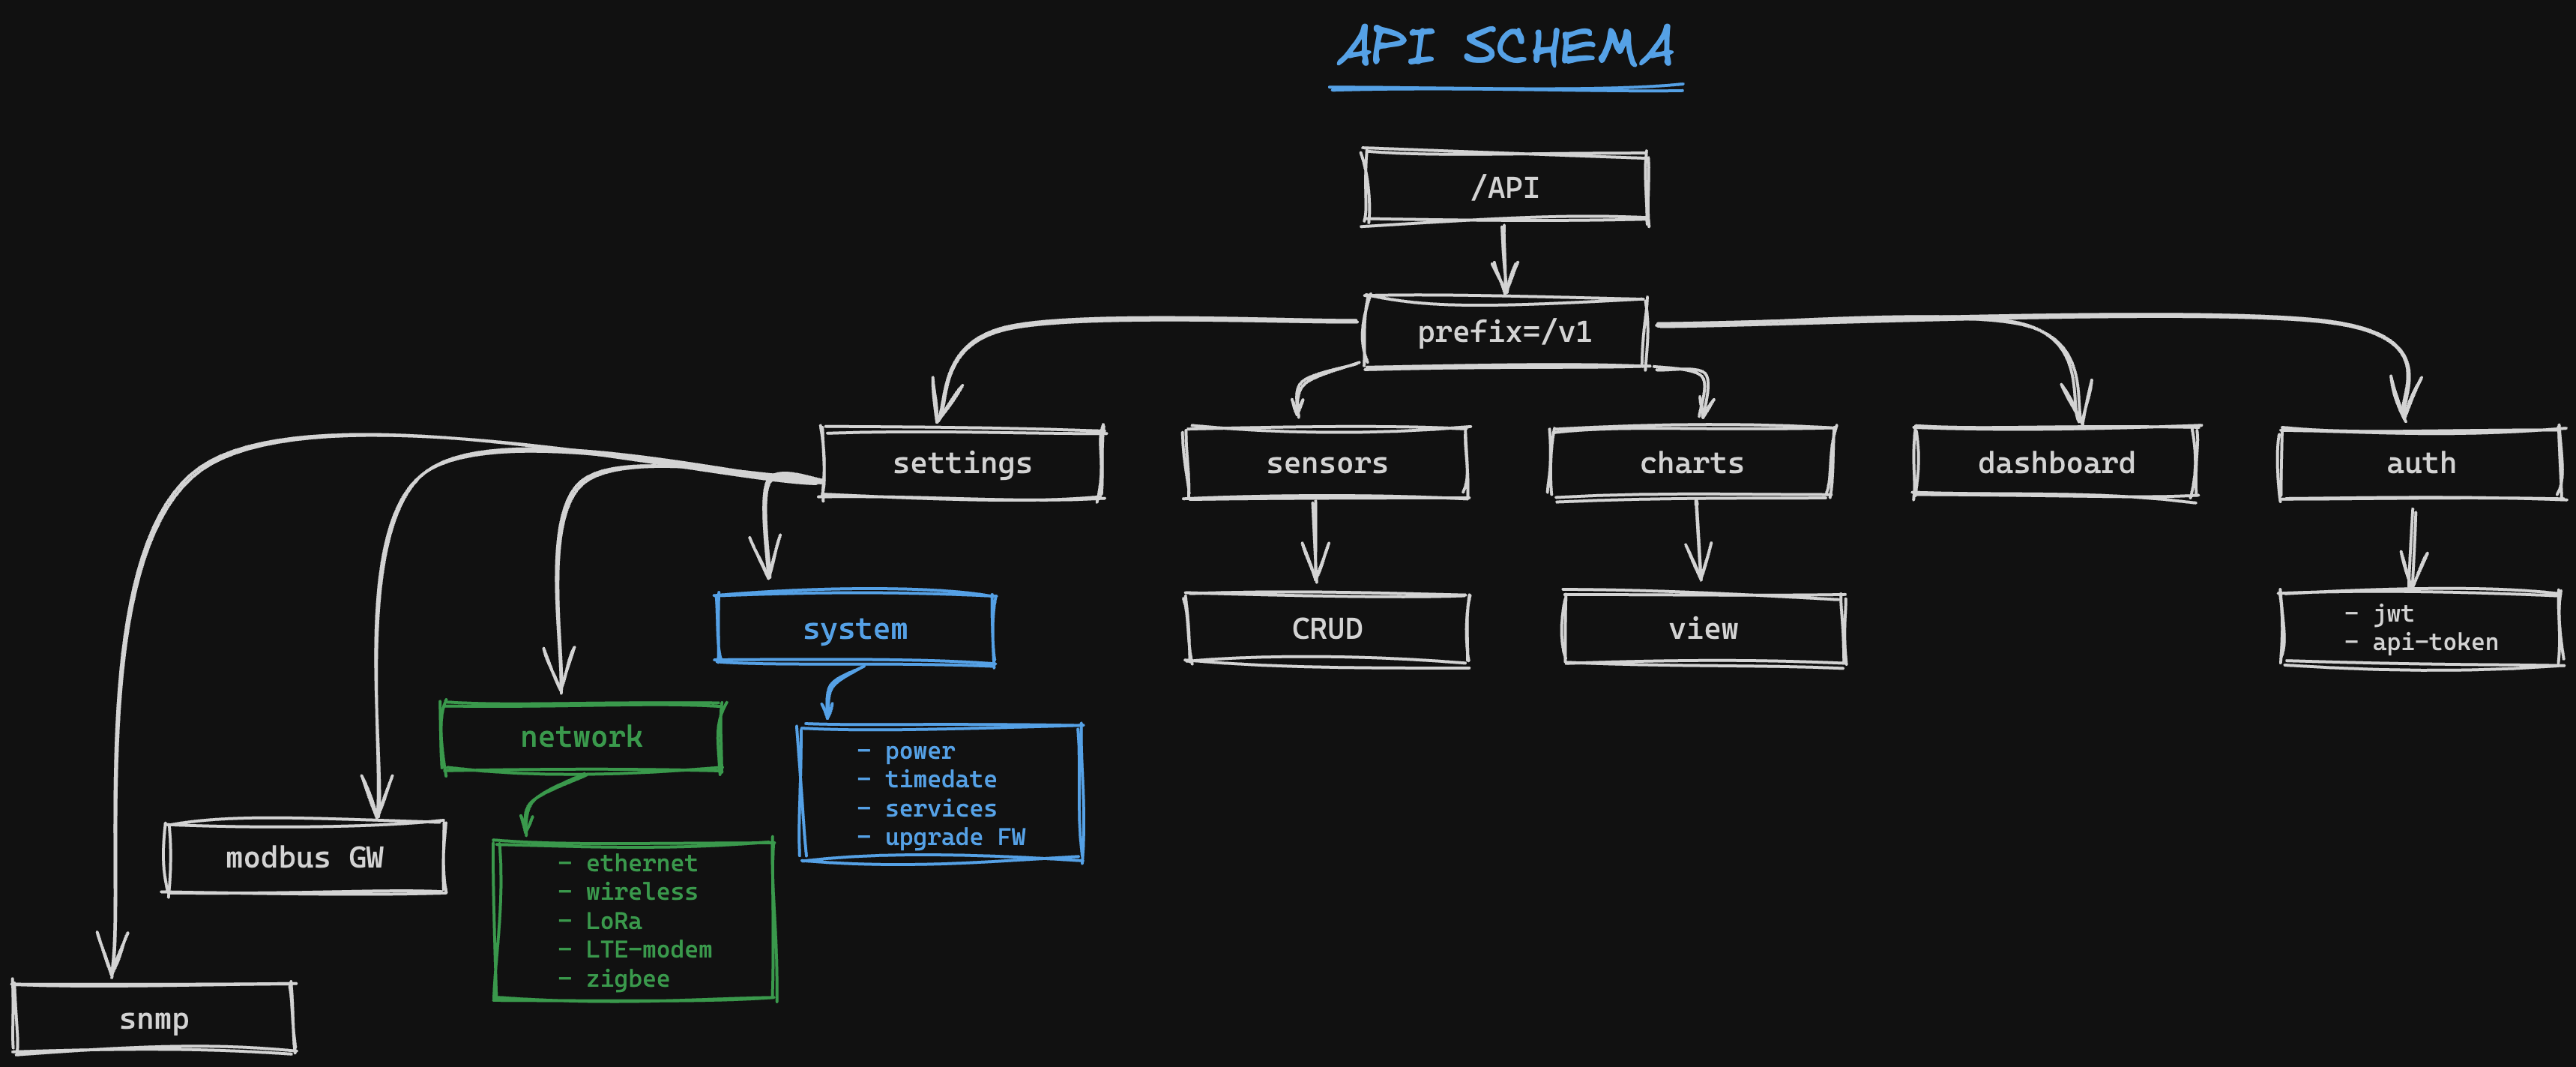 API SCHEMA
/API
prefix=/v1
settings
sensors
charts
dashboard
auth
system
CRUD
view
- jwt
- api-token
network
- power
- timedate
- services
- upgrade FW
modbus GW
- ethernet
- wireless
- LoRa
- LTE-modem
- zigbee
snmp